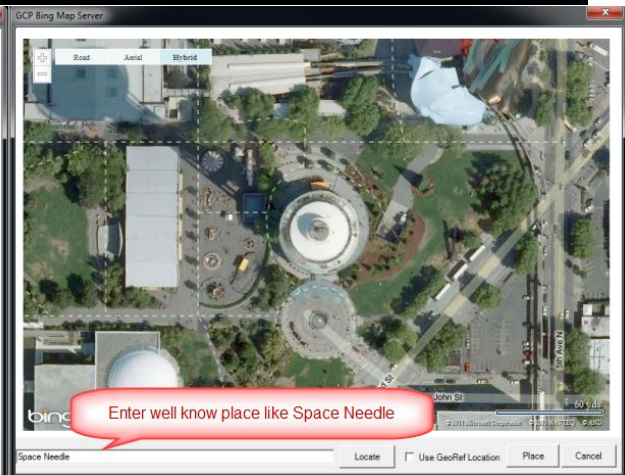 GCP Bing Map Server
Road Aerial Hybrid
5th Ave N
John St
60 yds
bing
Enter well know place like Space Needle
Space Needle
Locate
Use GeoRef Location
Place
Cancel